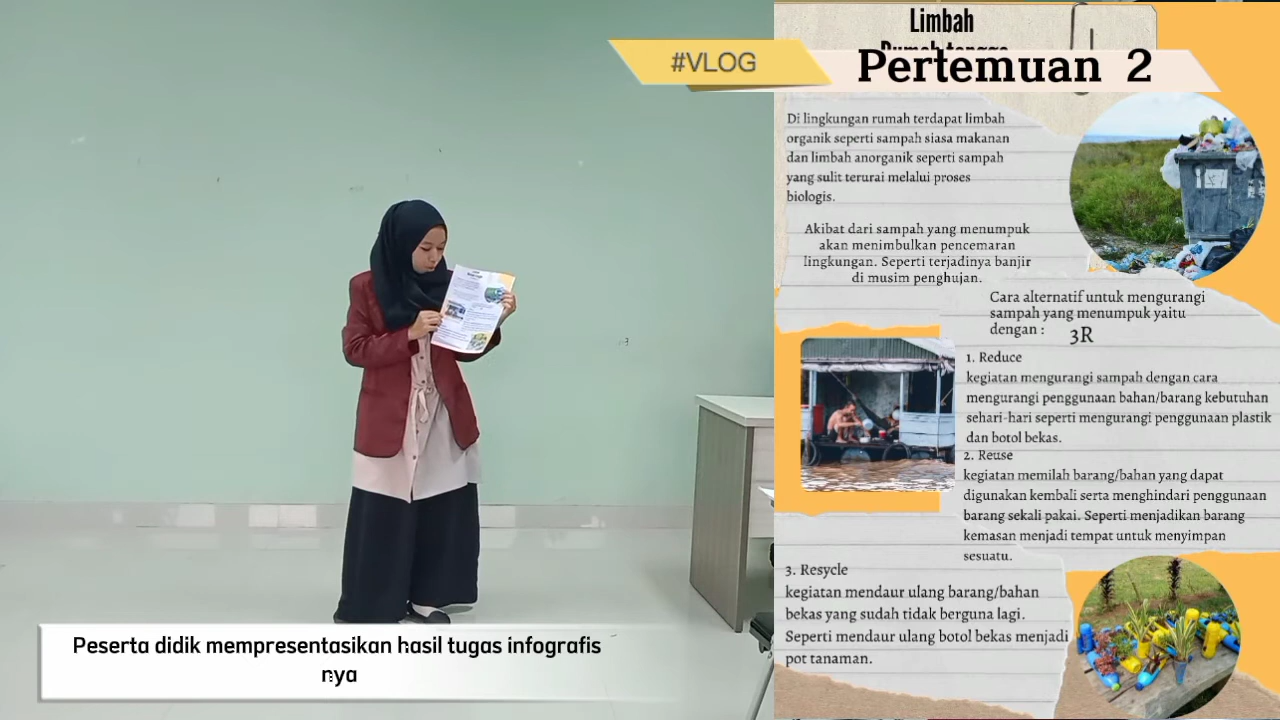 Limbah
Rumah tangga
#VLOG
Pertemuan 2
Di lingkungan rumah terdapat limbah
organik seperti sampah siasa makanan
dan limbah anorganik seperti sampah
yang sulit terurai melalui proses
biologis.
Akibat dari sampah yang menumpuk
akan menimbulkan pencemaran
lingkungan. Seperti terjadinya banjir
di musim penghujan.
Cara alternatif untuk mengurangi
sampah yang menumpuk yaitu
dengan :
3R
1. Reduce
kegiatan mengurangi sampah dengan cara
mengurangi penggunaan bahan/barang kebutuhan
sehari-hari seperti mengurangi penggunaan plastik
dan botol bekas.
2. Reuse
kegiatan memilah barang/bahan yang dapat
digunakan kembali serta menghindari penggunaan
barang sekali pakai. Seperti menjadikan barang
kemasan menjadi tempat untuk menyimpan
sesuatu.
3. Resycle
kegiatan mendaur ulang barang/bahan
bekas yang sudah tidak berguna lagi.
Seperti mendaur ulang botol bekas menjadi
pot tanaman.
Peserta didik mempresentasikan hasil tugas infografis
nya